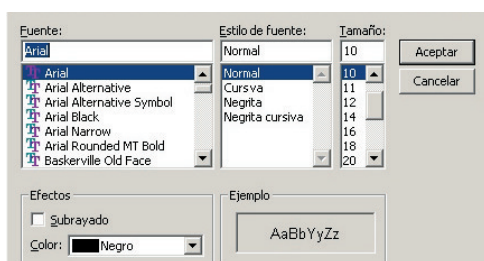 Fuente:
Arial
Arial
Arial Alternative
Arial Alternative Symbol
Arial Black
Arial Narrow
Arial Rounded MT Bold
Baskerville Old Face
Estilo de fuente:
Normal
Normal
Cursva
Negrita
Negrita cursiva
Tamaño:
10
10
11
12
14
16
18
20
Aceptar
Cancelar
Efectos
Subrayado
Color: Negro
Ejemplo
AaBbYyZz